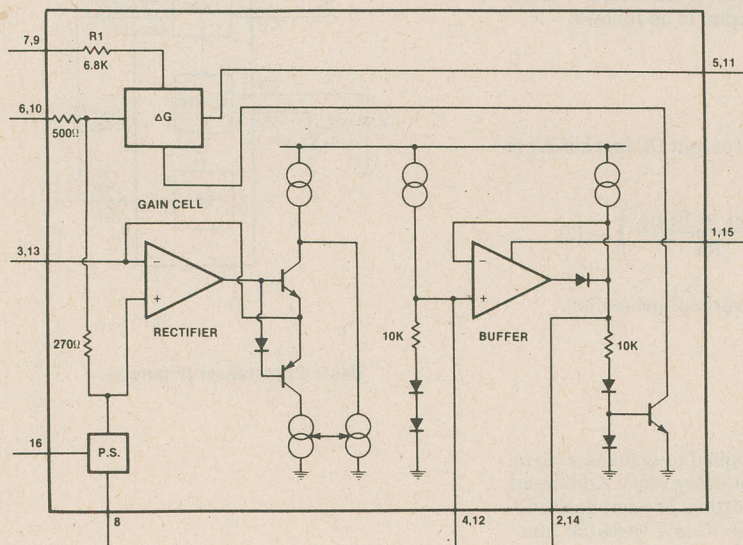 7,9
R1
6.8K
5,11
6,10
500Ω
ΔG
GAIN CELL
1,15
3,13
−
+
RECTIFIER
−
+
BUFFER
270Ω
10K
10K
16
P.S.
8
4,12
2,14